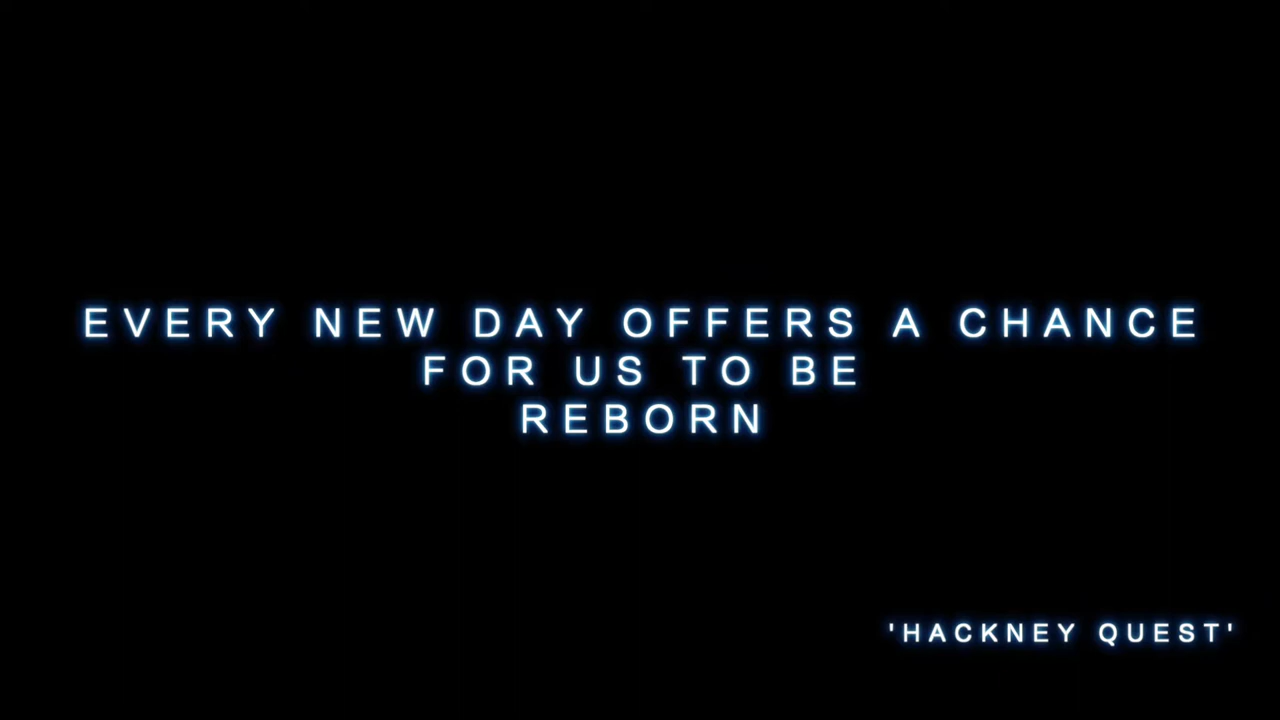 EVERY NEW DAY OFFERS A CHANCE
FOR US TO BE
REBORN
'HACKNEY QUEST'